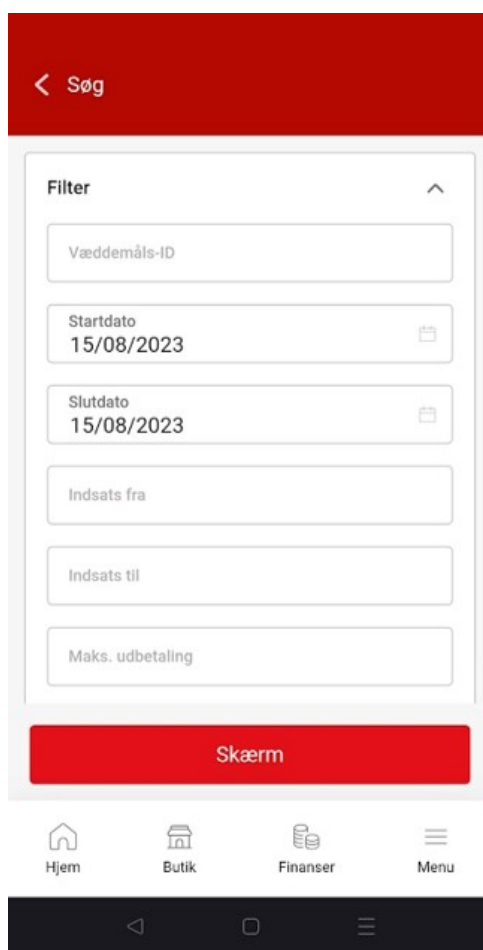 Søg
Filter
Væddemåls-ID
Startdato
15/08/2023
Slutdato
15/08/2023
Indsats fra
Indsats til
Maks. udbetaling
Skærm
Hjem Butik Finanser Menu